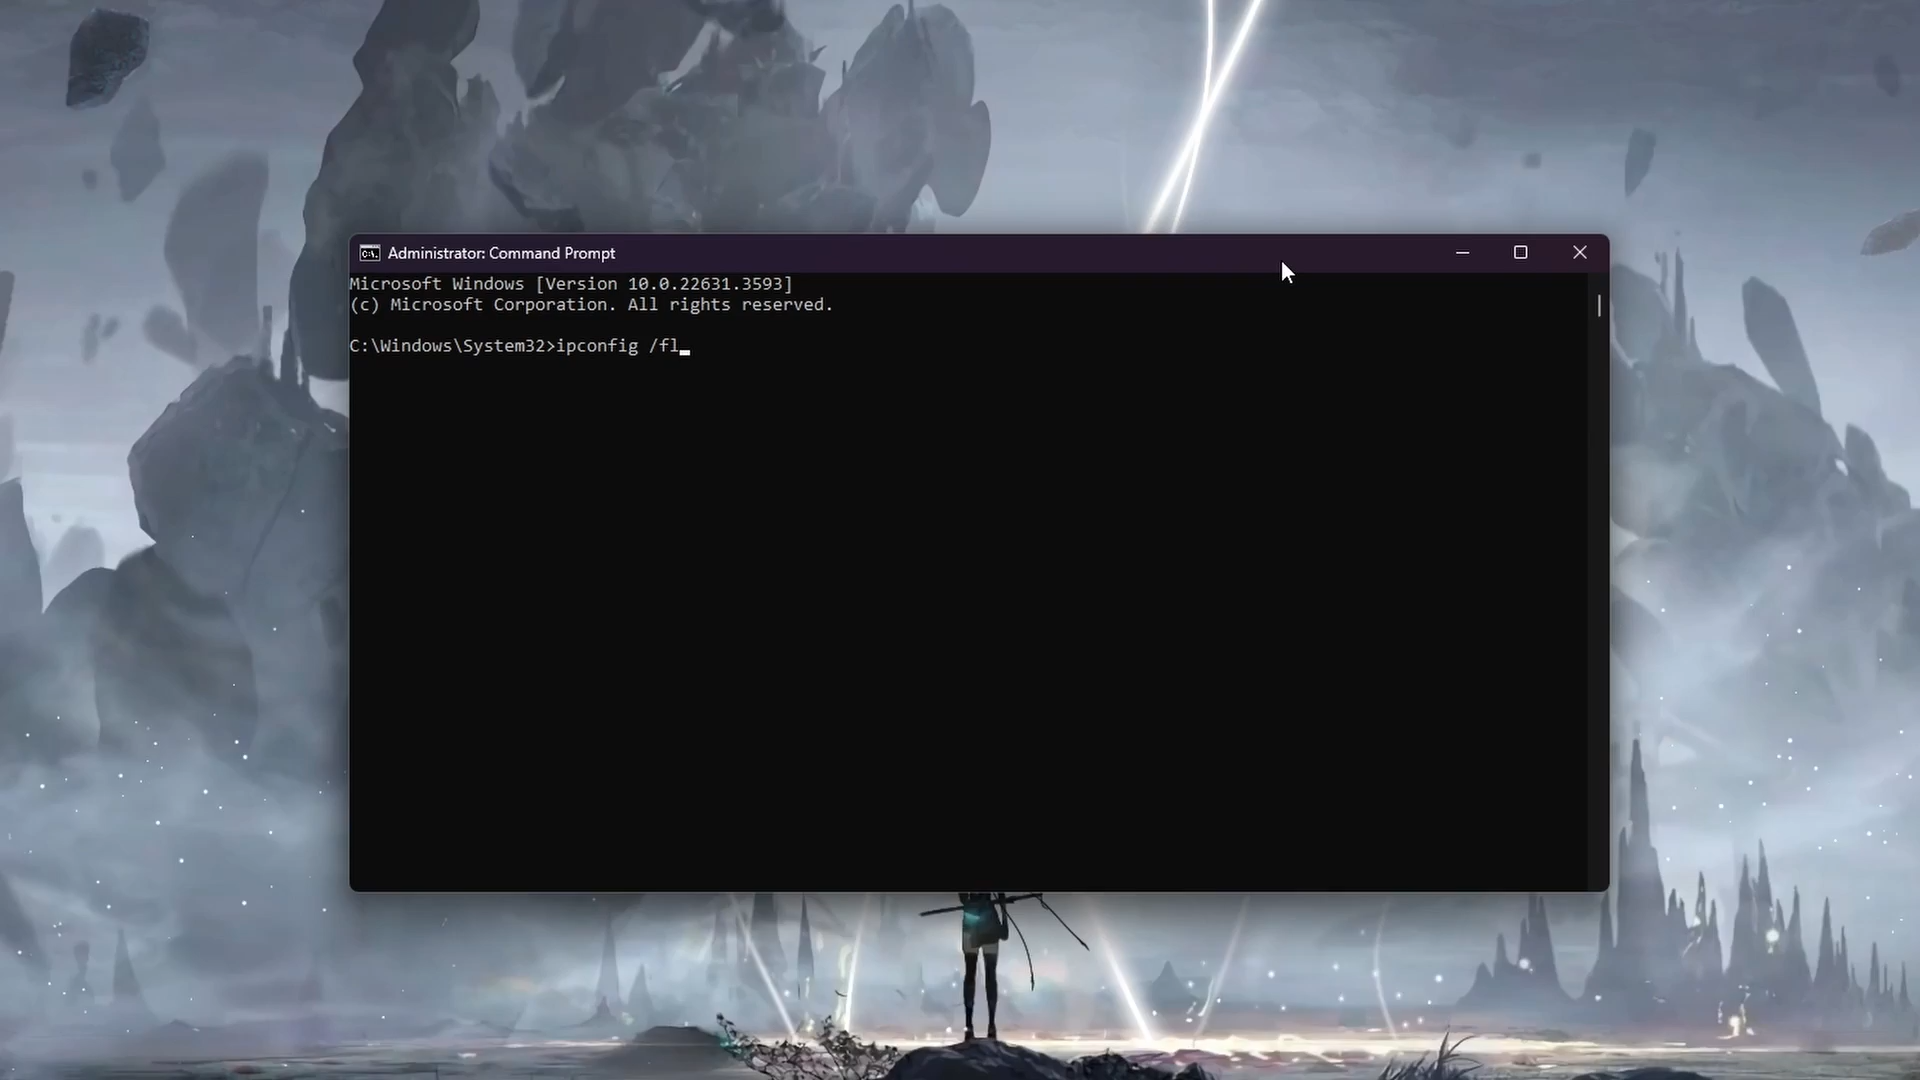 Administrator: Command Prompt
Microsoft Windows [Version 10.0.22631.3593]
(c) Microsoft Corporation. All rights reserved.
C:\Windows\System32>ipconfig /fl